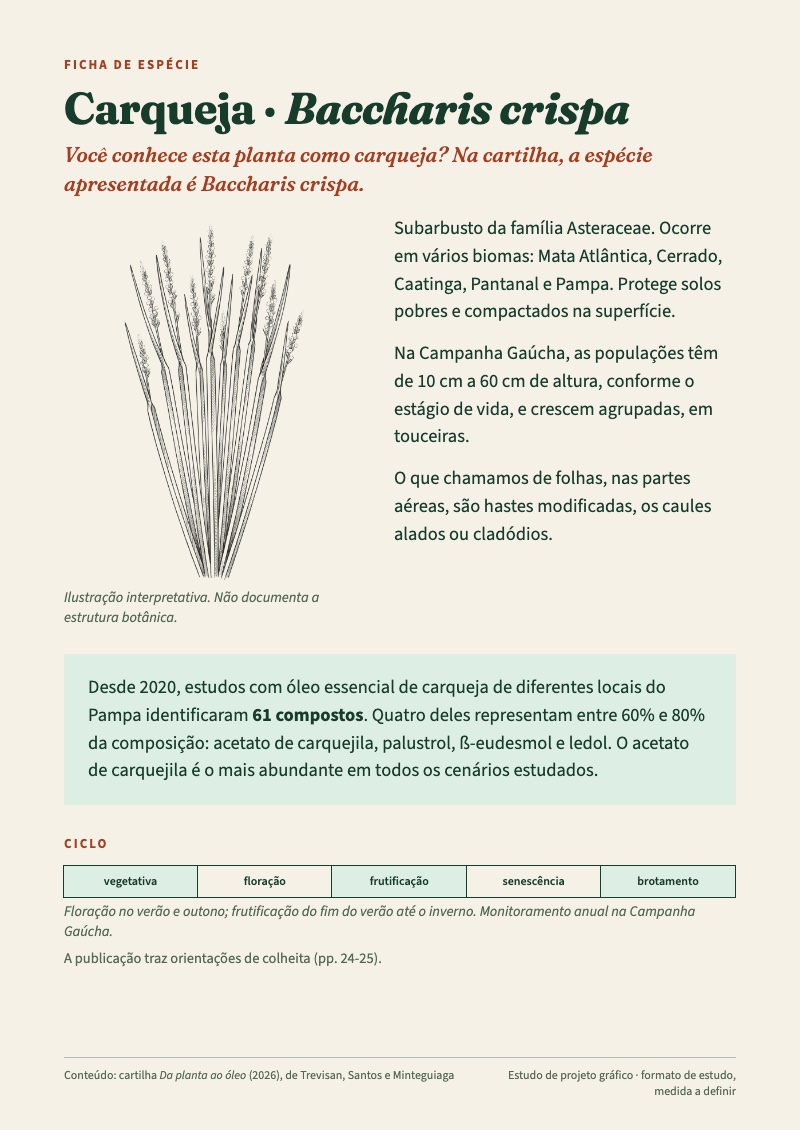 FICHA DE ESPÉCIE
Carqueja · Baccharis crispa
Você conhece esta planta como carqueja? Na cartilha, a espécie
apresentada é Baccharis crispa.
Subarbusto da família Asteraceae. Ocorre
em vários biomas: Mata Atlântica, Cerrado,
Caatinga, Pantanal e Pampa. Protege solos
pobres e compactados na superfície.
Na Campanha Gaúcha, as populações têm
de 10 cm a 60 cm de altura, conforme o
estágio de vida, e crescem agrupadas, em
touceiras.
O que chamamos de folhas, nas partes
aéreas, são hastes modificadas, os caules
alados ou cladódios.
Ilustração interpretativa. Não documenta a
estrutura botânica.
Desde 2020, estudos com óleo essencial de carqueja de diferentes locais do
Pampa identificaram 61 compostos. Quatro deles representam entre 60% e 80%
da composição: acetato de carquejila, palustrol, ß-eudesmol e ledol. O acetato
de carquejila é o mais abundante em todos os cenários estudados.
CICLO
vegetativa floração frutificação senescência brotamento
Floração no verão e outono; frutificação do fim do verão até o inverno. Monitoramento anual na Campanha
Gaúcha.
A publicação traz orientações de colheita (pp. 24-25).
Conteúdo: cartilha Da planta ao óleo (2026), de Trevisan, Santos e Minteguiaga
Estudo de projeto gráfico · formato de estudo,
medida a definir